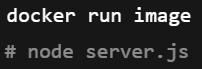 docker run image
# node server.js